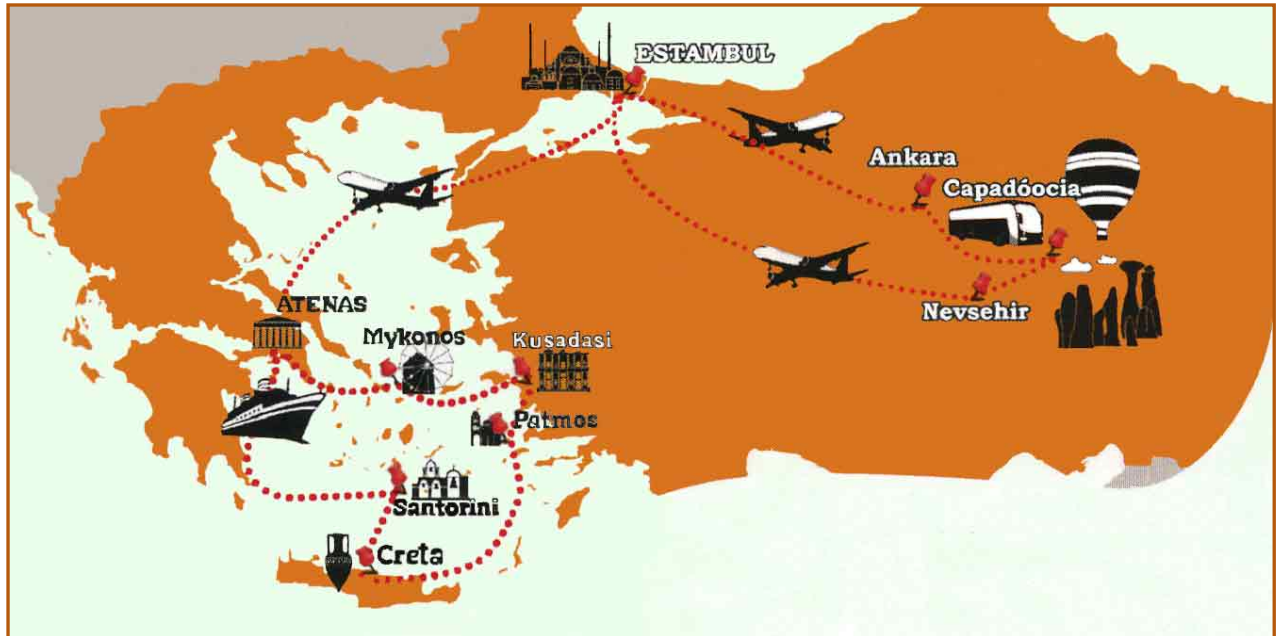 ESTAMBUL
Ankara
Capadóocia
Nevsehir
ATENAS
Mykonos
Kusadasi
Patmos
Santorini
Creta